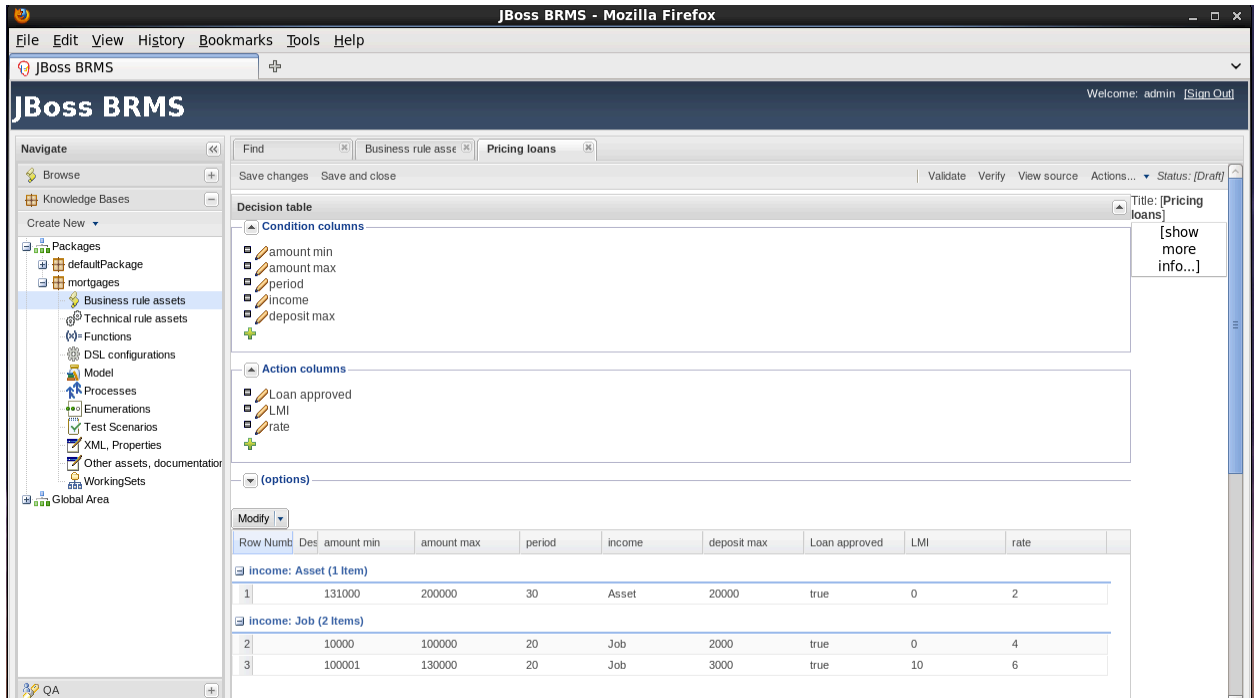 JBoss BRMS - Mozilla Firefox
File Edit View History Bookmarks Tools Help
JBoss BRMS
JBoss BRMS
Welcome: admin [Sign Out]
Navigate
Browse
Knowledge Bases
Create New
Packages
defaultPackage
mortgages
Business rule assets
Technical rule assets
Functions
DSL configurations
Model
Processes
Enumerations
Test Scenarios
XML, Properties
Other assets, documentation
WorkingSets
Global Area
QA
Find
Business rule asse
Pricing loans
Save changes Save and close
Validate Verify View source Actions... Status: [Draft]
Decision table
Title: [Pricing
loans]
[show
more
info...]
Condition columns
amount min
amount max
period
income
deposit max
Action columns
Loan approved
LMI
rate
(options)
Modify
Row Numb Des amount min amount max period income deposit max Loan approved LMI rate
income: Asset (1 Item)
1 131000 200000 30 Asset 20000 true 0 2
income: Job (2 Items)
2 10000 100000 20 Job 2000 true 0 4
3 100001 130000 20 Job 3000 true 10 6